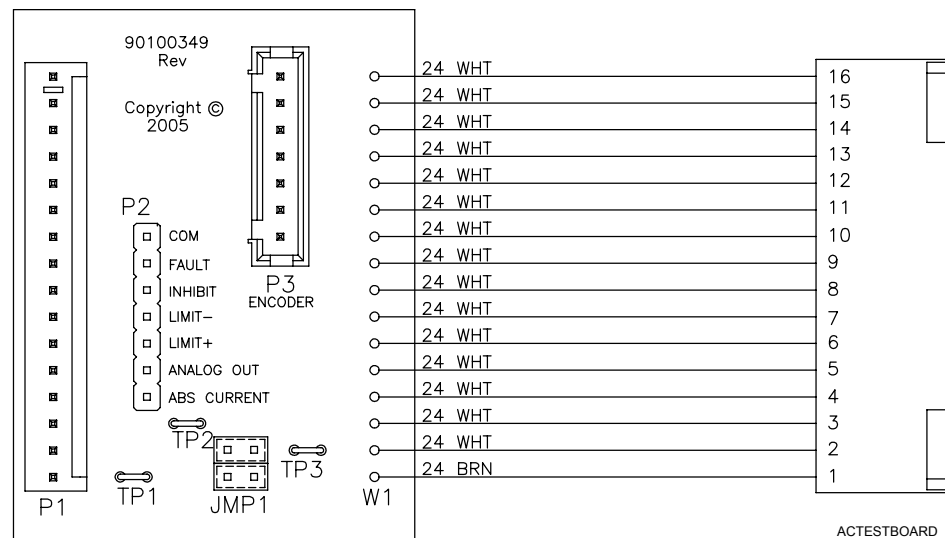 90100349
Rev
Copyright ©
2005
P2
COM
FAULT
INHIBIT
LIMIT-
LIMIT+
ANALOG OUT
ABS CURRENT
P3
ENCODER
TP2
TP1
JMP1
TP3
P1
W1
24 WHT 16
24 WHT 15
24 WHT 14
24 WHT 13
24 WHT 12
24 WHT 11
24 WHT 10
24 WHT 9
24 WHT 8
24 WHT 7
24 WHT 6
24 WHT 5
24 WHT 4
24 WHT 3
24 WHT 2
24 BRN 1
ACTESTBOARD